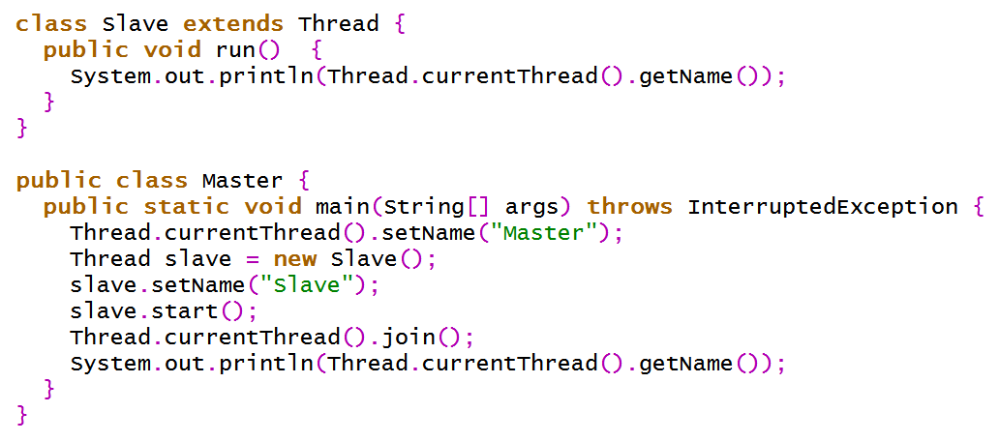 class Slave extends Thread {
  public void run()  {
    System.out.println(Thread.currentThread().getName());
  }
}

public class Master {
  public static void main(String[] args) throws InterruptedException {
    Thread.currentThread().setName("Master");
    Thread slave = new Slave();
    slave.setName("Slave");
    slave.start();
    Thread.currentThread().join();
    System.out.println(Thread.currentThread().getName());
  }
}